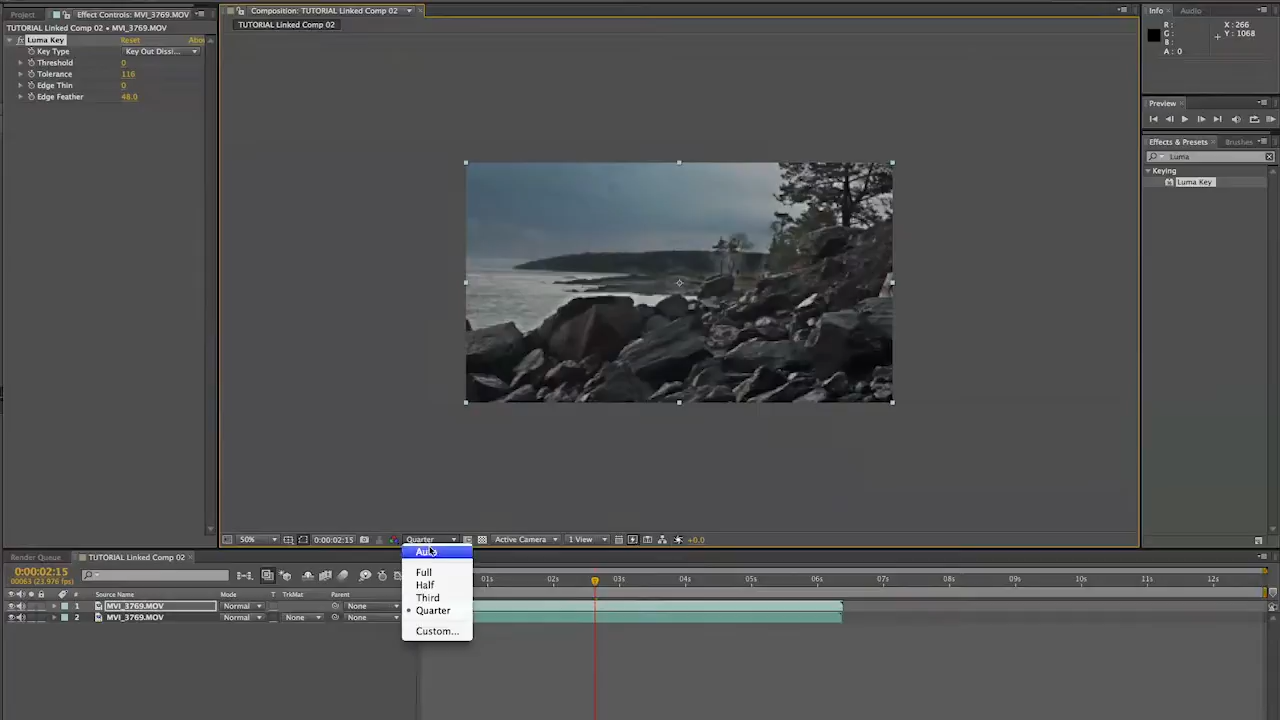 Project
Effect Controls: MVI_3769.MOV
TUTORIAL Linked Comp 02 • MVI_3769.MOV
Luma Key Reset Abou
Key Type Key Out Dissi...
Threshold 0
Tolerance 116
Edge Thin 0
Edge Feather 48.0
Composition: TUTORIAL Linked Comp 02
TUTORIAL Linked Comp 02
Info Audio
R: X: 266
G: Y: 1068
B:
A: 0
Preview
Effects & Presets Brushes
Luma
Keying
Luma Key
50% 0:00:02:15 Quarter Active Camera 1 View +0.0
Auto
Full
Half
Third
Quarter
Custom...
Render Queue TUTORIAL Linked Comp 02
0:00:02:15
00063 (23.976 fps)
# Source Name Mode T TrkMat Parent
1 MVI_3769.MOV Normal None
2 MVI_3769.MOV Normal None None
01s 02s 03s 04s 05s 06s 07s 08s 09s 10s 11s 12s